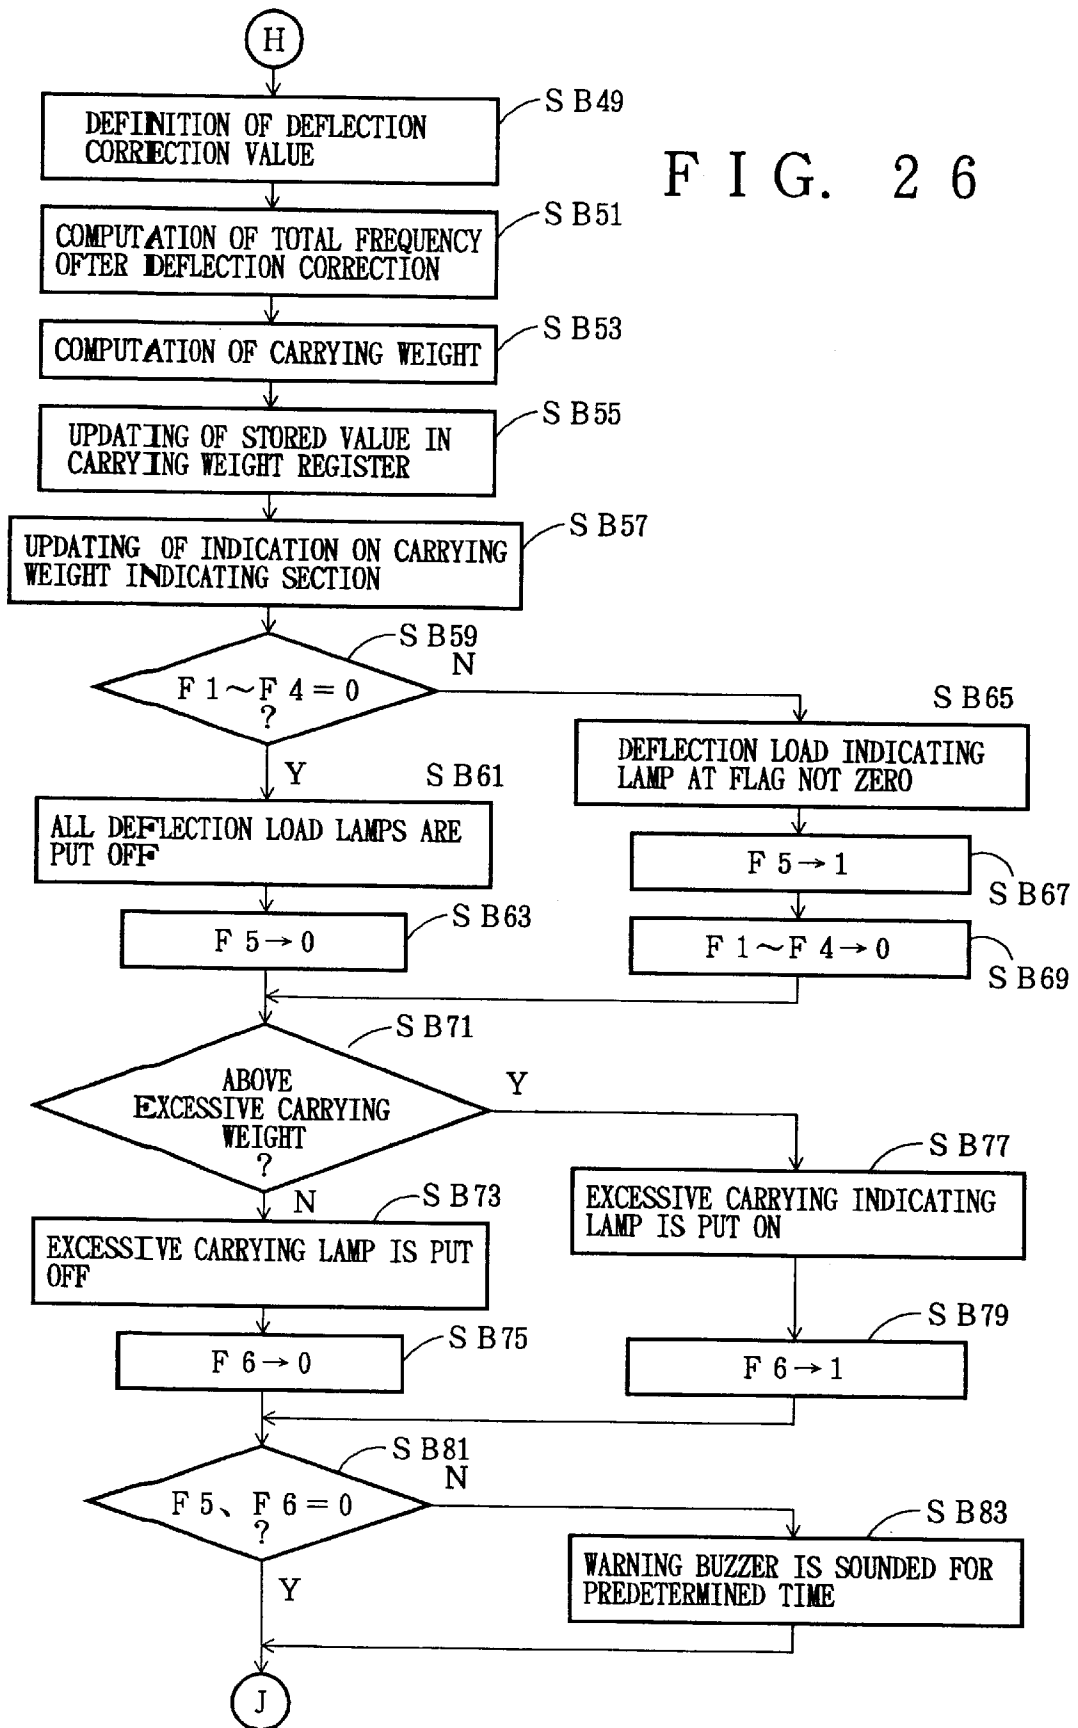 H
S B49
DEFINITION OF DEFLECTION
CORRECTION VALUE
F I G. 2 6
S B51
COMPUTATION OF TOTAL FREQUENCY
OFTER DEFLECTION CORRECTION
S B53
COMPUTATION OF CARRYING WEIGHT
S B55
UPDATING OF STORED VALUE IN
CARRYING WEIGHT REGISTER
S B57
UPDATING OF INDICATION ON CARRYING
WEIGHT INDICATING SECTION
S B59
N
F 1～F 4＝0
?
Y
S B65
DEFLECTION LOAD INDICATING
LAMP AT FLAG NOT ZERO
S B61
ALL DEFLECTION LOAD LAMPS ARE
PUT OFF
F 5→1
S B67
S B63
F 5→0
F 1～F 4→0
S B69
S B71
ABOVE
EXCESSIVE CARRYING
WEIGHT
?
Y
N
S B77
EXCESSIVE CARRYING INDICATING
LAMP IS PUT ON
S B73
EXCESSIVE CARRYING LAMP IS PUT
OFF
S B79
F 6→1
S B75
F 6→0
S B81
N
F 5、F 6＝0
?
Y
S B83
WARNING BUZZER IS SOUNDED FOR
PREDETERMINED TIME
J